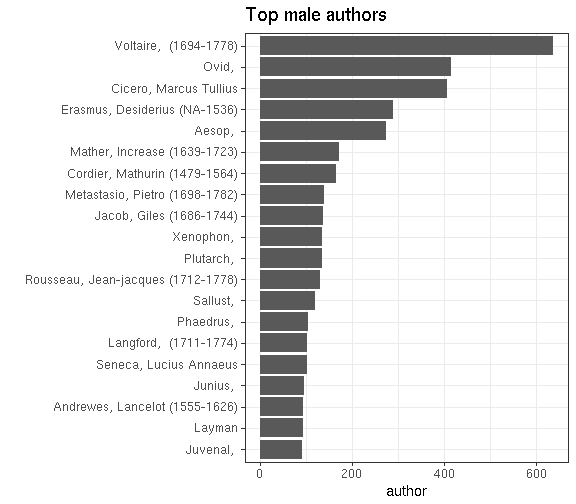 Top male authors
Voltaire,  (1694-1778)
Ovid,
Cicero, Marcus Tullius
Erasmus, Desiderius (NA-1536)
Aesop,
Mather, Increase (1639-1723)
Cordier, Mathurin (1479-1564)
Metastasio, Pietro (1698-1782)
Jacob, Giles (1686-1744)
Xenophon,
Plutarch,
Rousseau, Jean-jacques (1712-1778)
Sallust,
Phaedrus,
Langford,  (1711-1774)
Seneca, Lucius Annaeus
Junius,
Andrewes, Lancelot (1555-1626)
Layman
Juvenal,
0 200 400 600
author